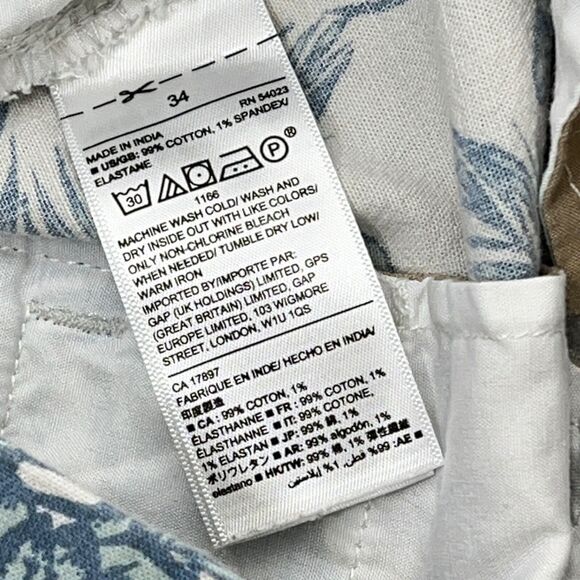 34
RN 54023
MADE IN INDIA
■ US/GB: 99% COTTON, 1% SPANDEX/
ELASTANE
30 P ®
1166
MACHINE WASH COLD/ WASH AND
DRY INSIDE OUT WITH LIKE COLORS/
ONLY NON-CHLORINE BLEACH
WHEN NEEDED/ TUMBLE DRY LOW/
WARM IRON
IMPORTED BY/IMPORTE PAR:
GAP (UK HOLDINGS) LIMITED, GPS
(GREAT BRITAIN) LIMITED, GAP
EUROPE LIMITED, 103 WIGMORE
STREET, LONDON, W1U 1QS
CA 17897
FABRIQUE EN INDE/ HECHO EN INDIA/
印度製造
■ CA : 99% COTON, 1%
ÉLASTHANNE ■ FR : 99% COTON, 1%
ÉLASTHANNE ■ IT: 99% COTONE,
1% ELASTAN ■ JP: 99% 綿, 1%
ポリウレタン ■ AR: 99% algodón, 1%
elastano ■ HK/TW: 99% 棉, 1% 彈性纖維
■ AE: 99% قطن, 1% إيلاستين